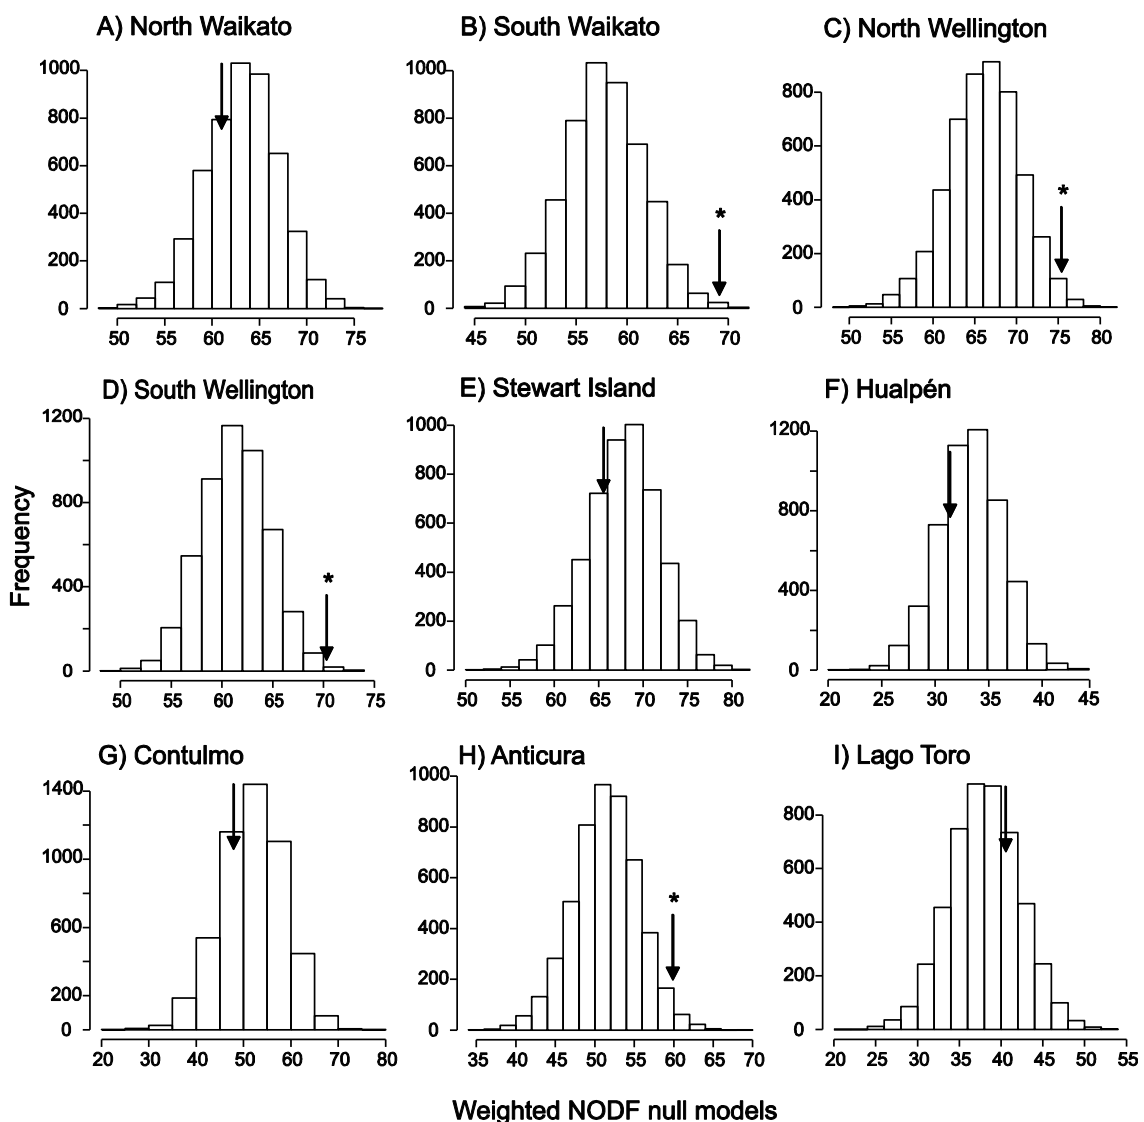 A) North Waikato
B) South Waikato
C) North Wellington
1000
800
600
400
200
0
50 55 60 65 70 75
1000
800
600
400
200
0
45 50 55 60 65 70
800
600
400
200
0
50 55 60 65 70 75 80
*
*
D) South Wellington
E) Stewart Island
F) Hualpén
1200
800
400
0
50 55 60 65 70 75
*
1000
800
600
400
200
0
50 55 60 65 70 75 80
1200
800
400
0
20 25 30 35 40 45
Frequency
G) Contulmo
H) Anticura
I) Lago Toro
1400
1000
600
200
0
20 30 40 50 60 70 80
1000
800
600
400
200
0
35 40 45 50 55 60 65 70
*
800
600
400
200
0
20 25 30 35 40 45 50 55
Weighted NODF null models